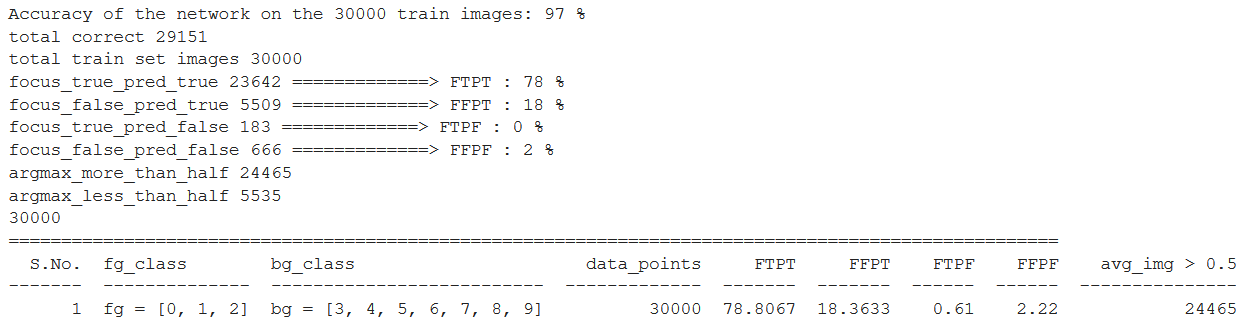 Accuracy of the network on the 30000 train images: 97 %
total correct 29151
total train set images 30000
focus_true_pred_true 23642 =============> FTPT : 78 %
focus_false_pred_true 5509 =============> FFPT : 18 %
focus_true_pred_false 183 =============> FTPF : 0 %
focus_false_pred_false 666 =============> FFPF : 2 %
argmax_more_than_half 24465
argmax_less_than_half 5535
30000
====================================================================================================
S.No. fg_class bg_class data_points FTPT FFPT FTPF FFPF avg_img > 0.5
------- -------------- -------------------------- ------------- ------- ------- ------ ------ ---------------
1 fg = [0, 1, 2] bg = [3, 4, 5, 6, 7, 8, 9] 30000 78.8067 18.3633 0.61 2.22 24465